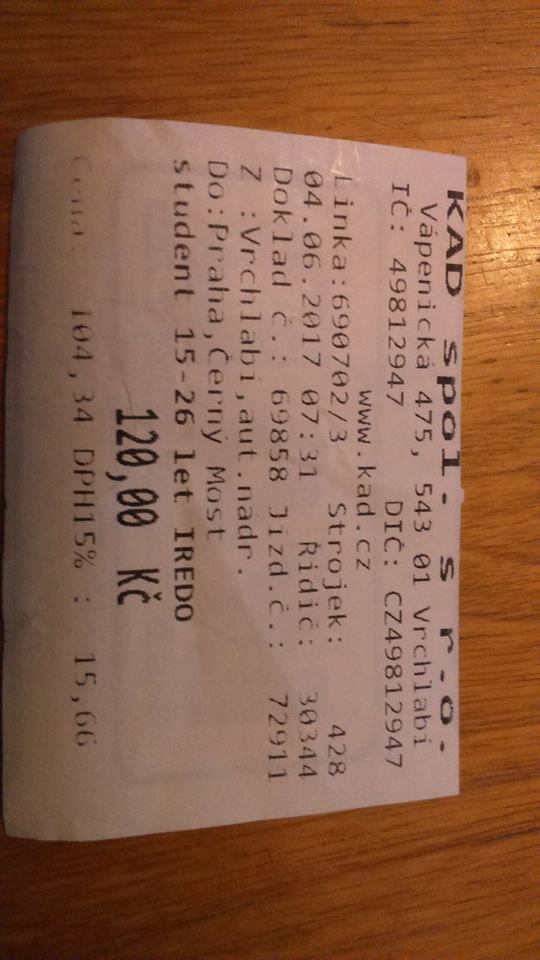 KAD spol. s r.o.
Vápenická 475, 543 01 Vrchlabí
IČ: 49812947 DIČ: CZ49812947
www.kad.cz
Linka:690702/3 Strojek: 428
04.06.2017 07:31 Řidič: 30344
Doklad č.: 69858 Jízd.č.: 72911
Z :Vrchlabí,aut.nádr.
Do:Praha,Černý Most
student 15-26 let IREDO
120,00 Kč
Cena: 104,34 DPH15% : 15,66